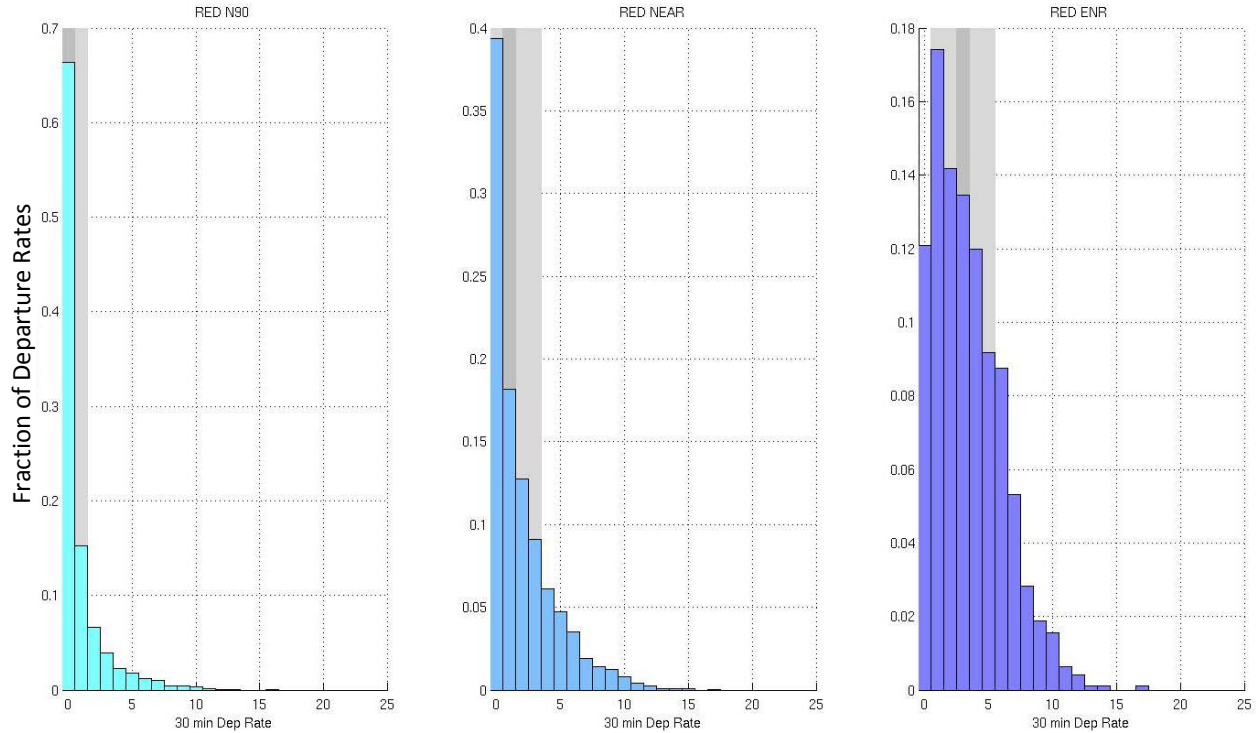 RED N90
RED NEAR
RED ENR
Fraction of Departure Rates
0.7
0.6
0.5
0.4
0.3
0.2
0.1
0
0 5 10 15 20 25
30 min Dep Rate
0.4
0.35
0.3
0.25
0.2
0.15
0.1
0.05
0
0 5 10 15 20 25
30 min Dep Rate
0.18
0.16
0.14
0.12
0.1
0.08
0.06
0.04
0.02
0
0 5 10 15 20 25
30 min Dep Rate